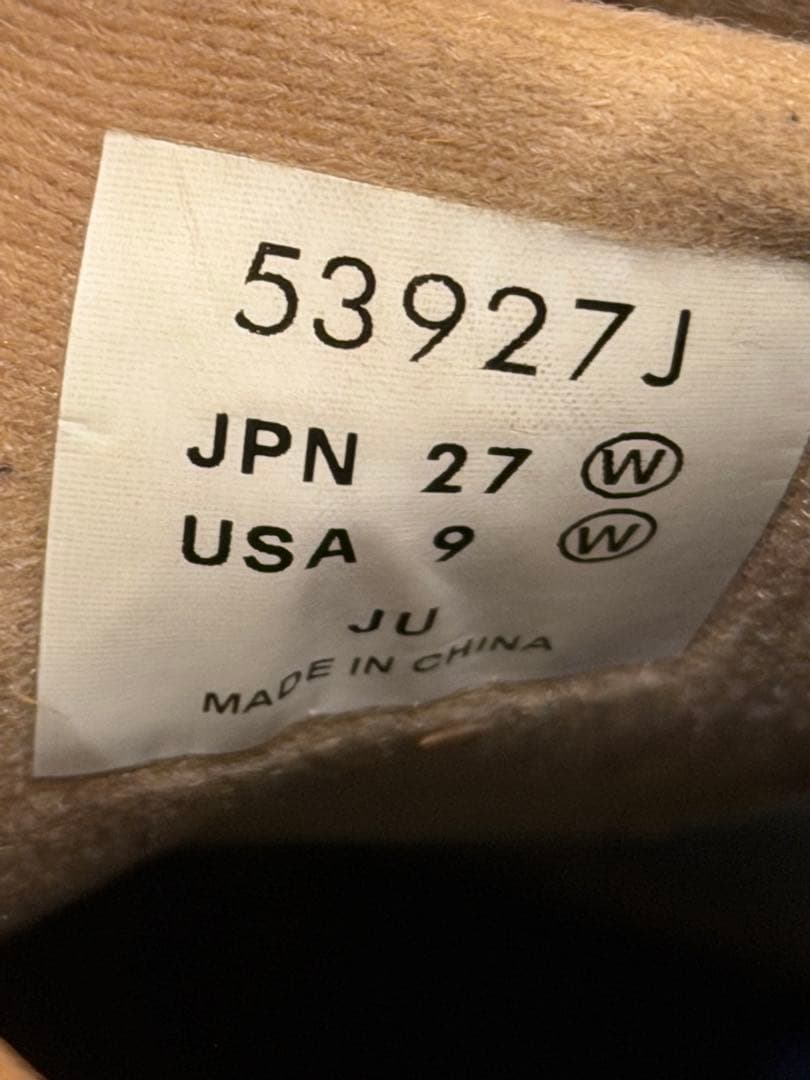 53927J
JPN 27 Ⓦ
USA 9 Ⓦ
JU
MADE IN CHINA